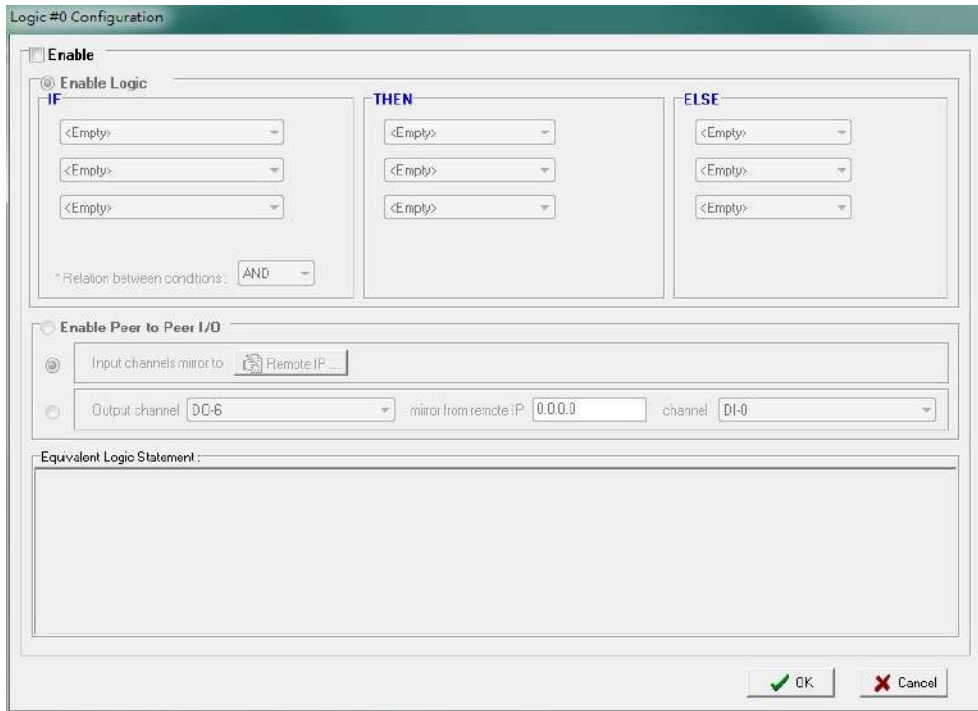 Logic #0 Configuration
Enable
Enable Logic
IF
THEN
ELSE
<Empty>
<Empty>
<Empty>
<Empty>
<Empty>
<Empty>
<Empty>
<Empty>
<Empty>
* Relation between conditions : AND
Enable Peer to Peer I/O
Input channels mirror to Remote IP ...
Output channel DO-6 mirror from remote IP 0.0.0.0 channel DI-0
Equivalent Logic Statement :
OK Cancel